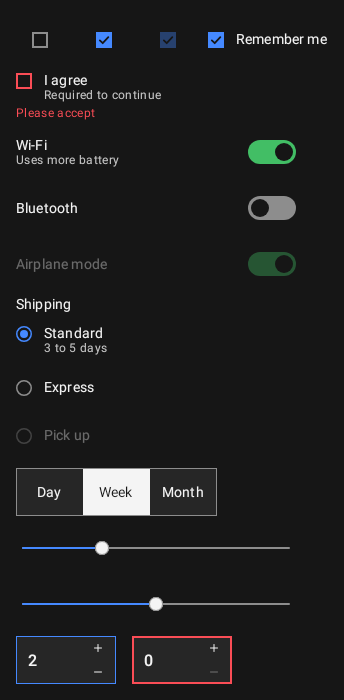 Remember me
I agree
Required to continue
Please accept
Wi-Fi
Uses more battery
Bluetooth
Airplane mode
Shipping
Standard
3 to 5 days
Express
Pick up
Day Week Month
2 + − 0 + −